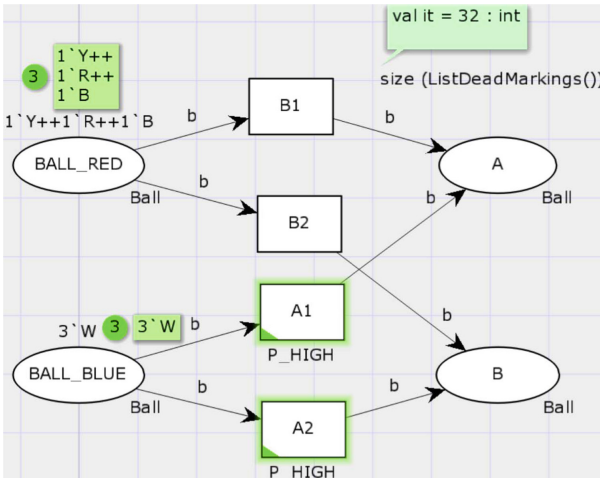 val it = 32 : int
size (ListDeadMarkings())
3
1`Y++
1`R++
1`B
1`Y++1`R++1`B
BALL_RED
Ball
b
b
B1
b
A
Ball
B2
b
b
3`W
3
3`W
BALL_BLUE
Ball
b
b
A1
P_HIGH
A2
P_HIGH
b
B
Ball